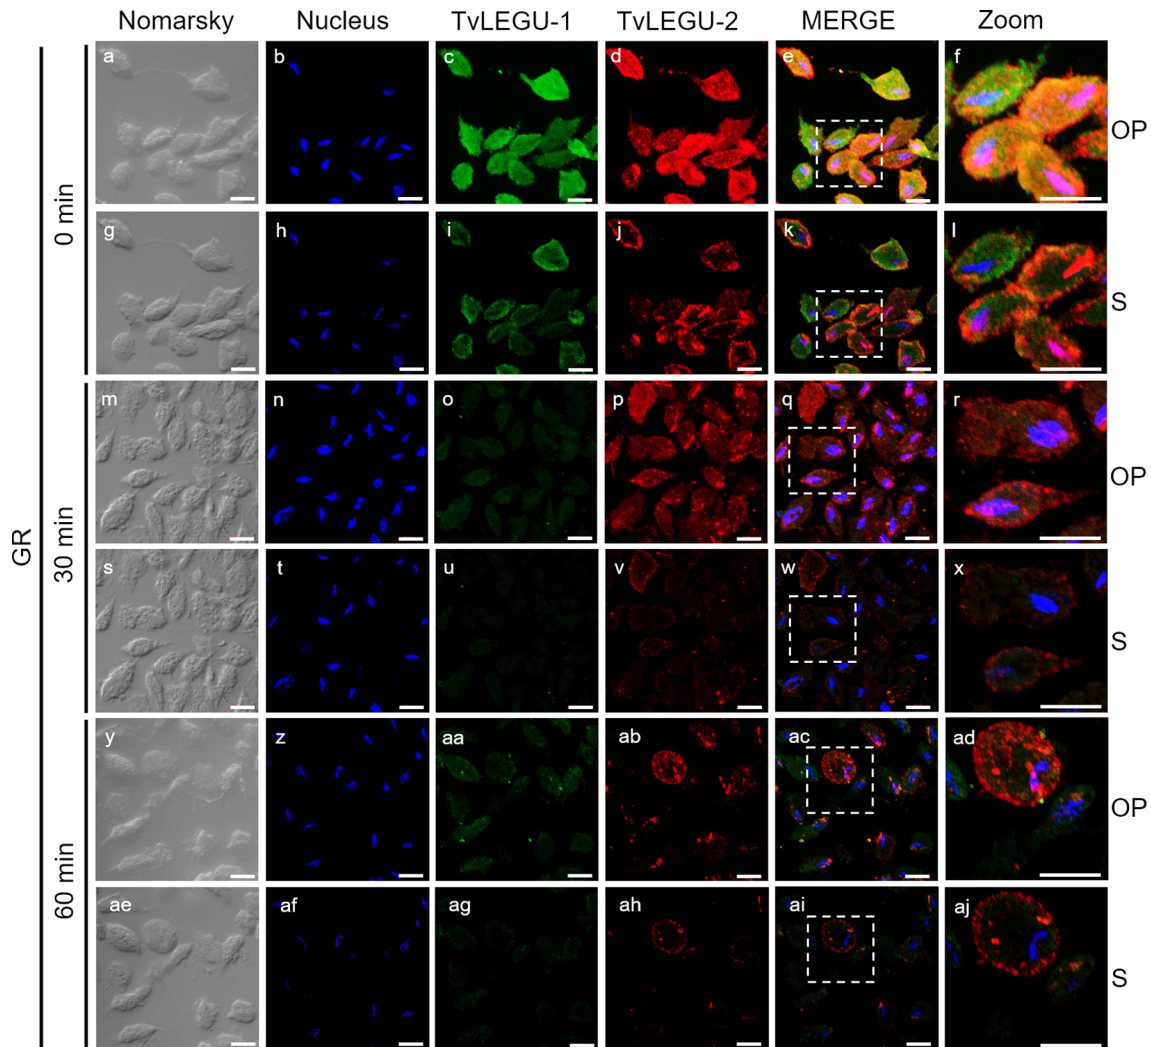 Nomarsky Nucleus TvLEGU-1 TvLEGU-2 MERGE Zoom
a b c d e f OP
0 min
g h i j k l S
m n o p q r OP
GR 30 min
s t u v w x S
y z aa ab ac ad OP
60 min
ae af ag ah ai aj S